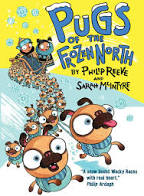 PUGS
OF THE
FROZEN NORTH
BY PHILIP REEVE
AND
SARAH MCINTYRE
"A snow-bound Wacky Races
with real heart."
Philip Ardagh